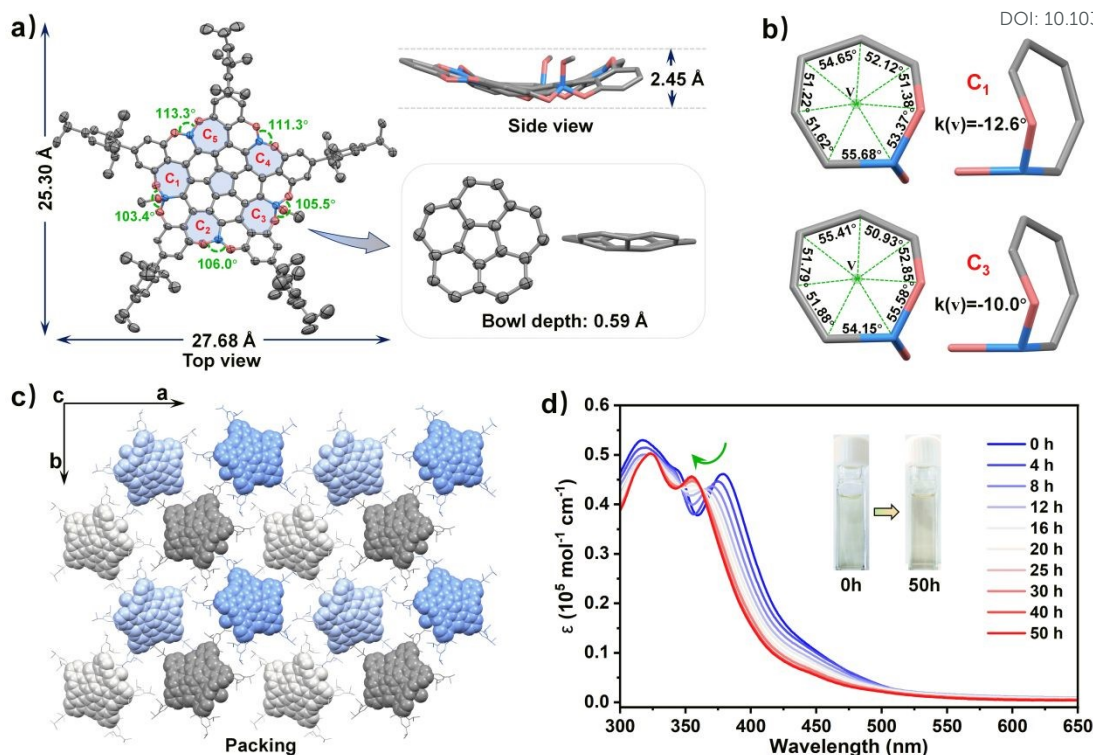 DOI: 10.103
a)
25.30 Å
113.3°
111.3°
C5
C4
C1
C3
C2
103.4°
105.5°
106.0°
27.68 Å
Top view
2.45 Å
Side view
Bowl depth: 0.59 Å
b)
54.65°
52.12°
51.22°
51.38°
V
51.62°
53.37°
55.68°
C1
k(v)=-12.6°
55.41°
50.93°
51.79°
52.85°
V
51.88°
55.58°
54.15°
C3
k(v)=-10.0°
c)
c
a
b
Packing
d)
0.6
0.5
0.4
0.3
0.2
0.1
0.0
ε (10⁵ mol⁻¹ cm⁻¹)
300
350
400
450
500
550
600
650
Wavelength (nm)
0h
50h
0 h
4 h
8 h
12 h
16 h
20 h
25 h
30 h
40 h
50 h